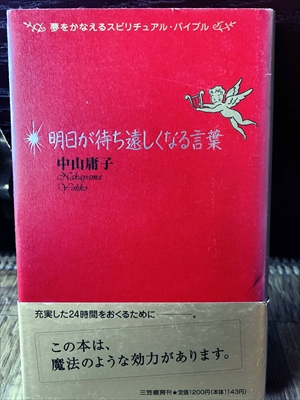 夢をかなえるスピリチュアル・バイブル
明日が待ち遠しくなる言葉
中山庸子
Nakayama
Yohko
充実した24時間をおくるために———。
この本は、
魔法のような効力があります。
三笠書房刊★定価1200円(本体1143円)